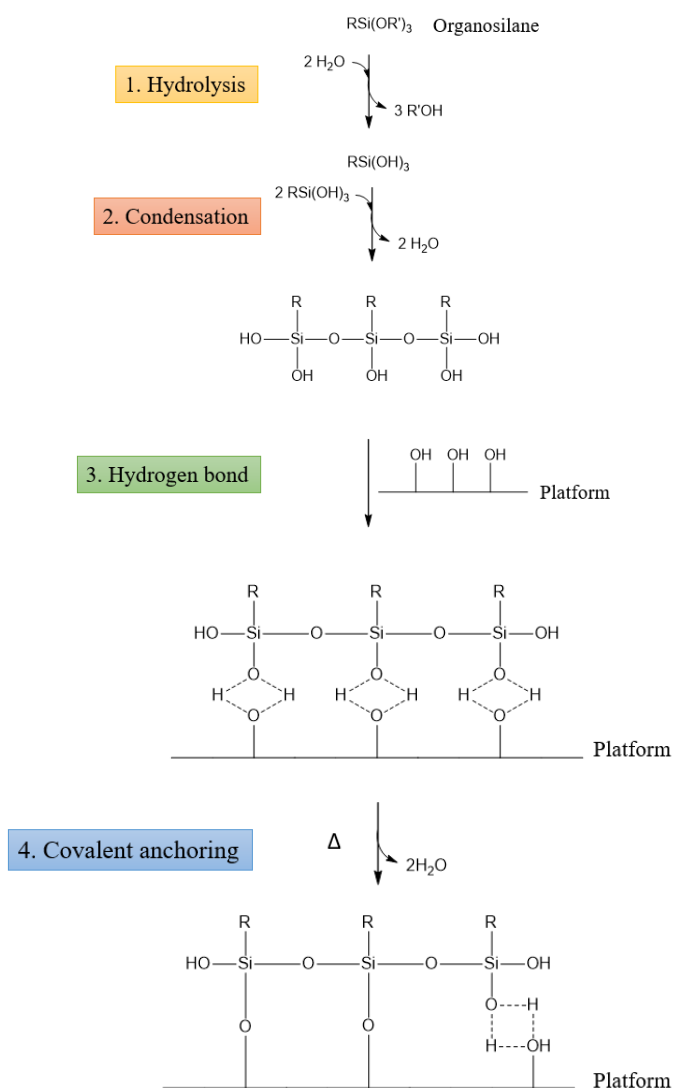 RSi(OR')₃ Organosilane
2 H₂O
1. Hydrolysis
3 R'OH
RSi(OH)₃
2 RSi(OH)₃
2. Condensation
2 H₂O
R R R
HO Si O Si O Si OH
OH OH OH
OH OH OH
3. Hydrogen bond
Platform
R R R
HO Si O Si O Si OH
O O O
H H H H H H
O O O
Platform
4. Covalent anchoring Δ
2H₂O
R R R
HO Si O Si O Si OH
O H
O O H OH
Platform